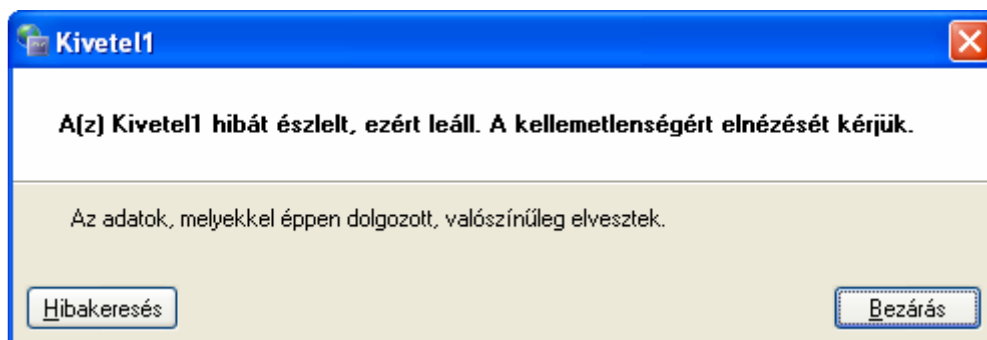 Kivetel1
A(z) Kivetel1 hibát észlelt, ezért leáll. A kellemetlenségért elnézését kérjük.
Az adatok, melyekkel éppen dolgozott, valószínűleg elvesztek.
Hibakeresés
Bezárás